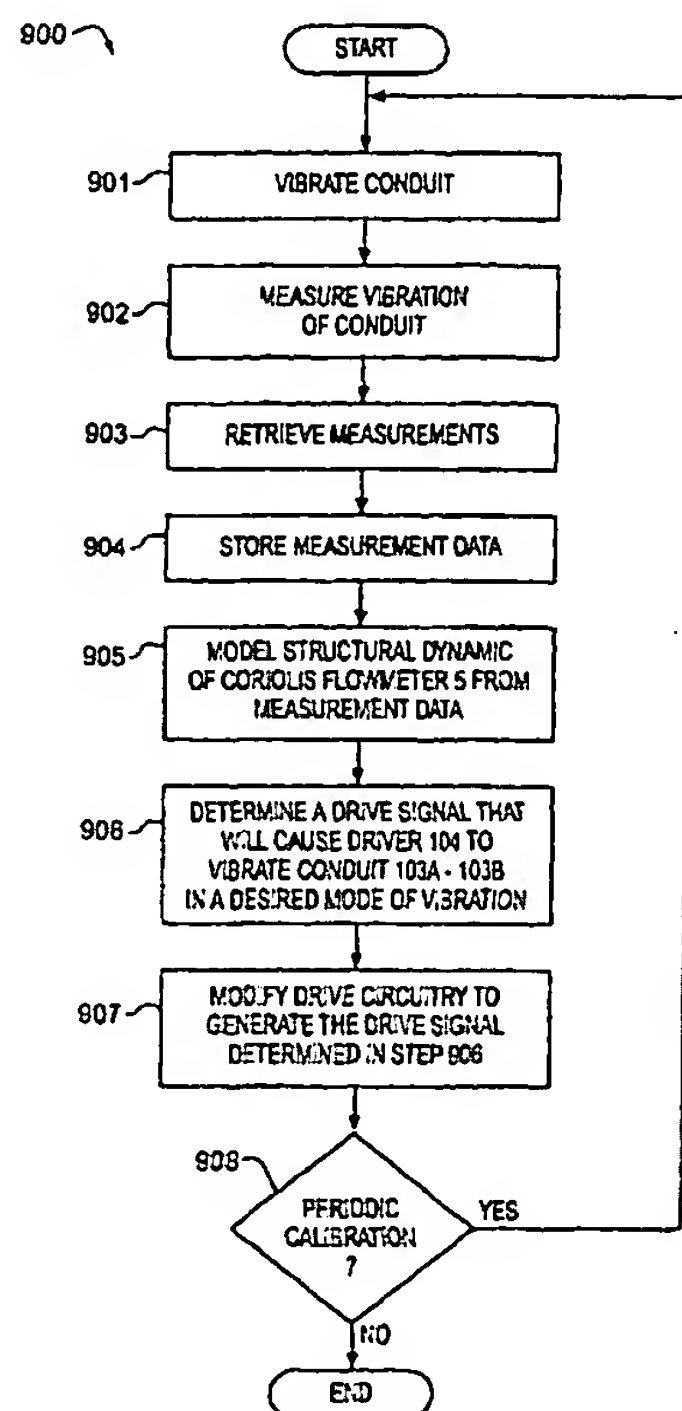 900
START
901
VIBRATE CONDUIT
902
MEASURE VIBRATION
OF CONDUIT
903
RETRIEVE MEASUREMENTS
904
STORE MEASUREMENT DATA
905
MODEL STRUCTURAL DYNAMIC
OF CORIOLIS FLOWMETER 5 FROM
MEASUREMENT DATA
906
DETERMINE A DRIVE SIGNAL THAT
WILL CAUSE DRIVER 104 TO
VIBRATE CONDUIT 103A - 103B
IN A DESIRED MODE OF VIBRATION
907
MODIFY DRIVE CIRCUITRY TO
GENERATE THE DRIVE SIGNAL
DETERMINED IN STEP 906
908
PERIODIC
CALIBRATION
?
YES
NO
END